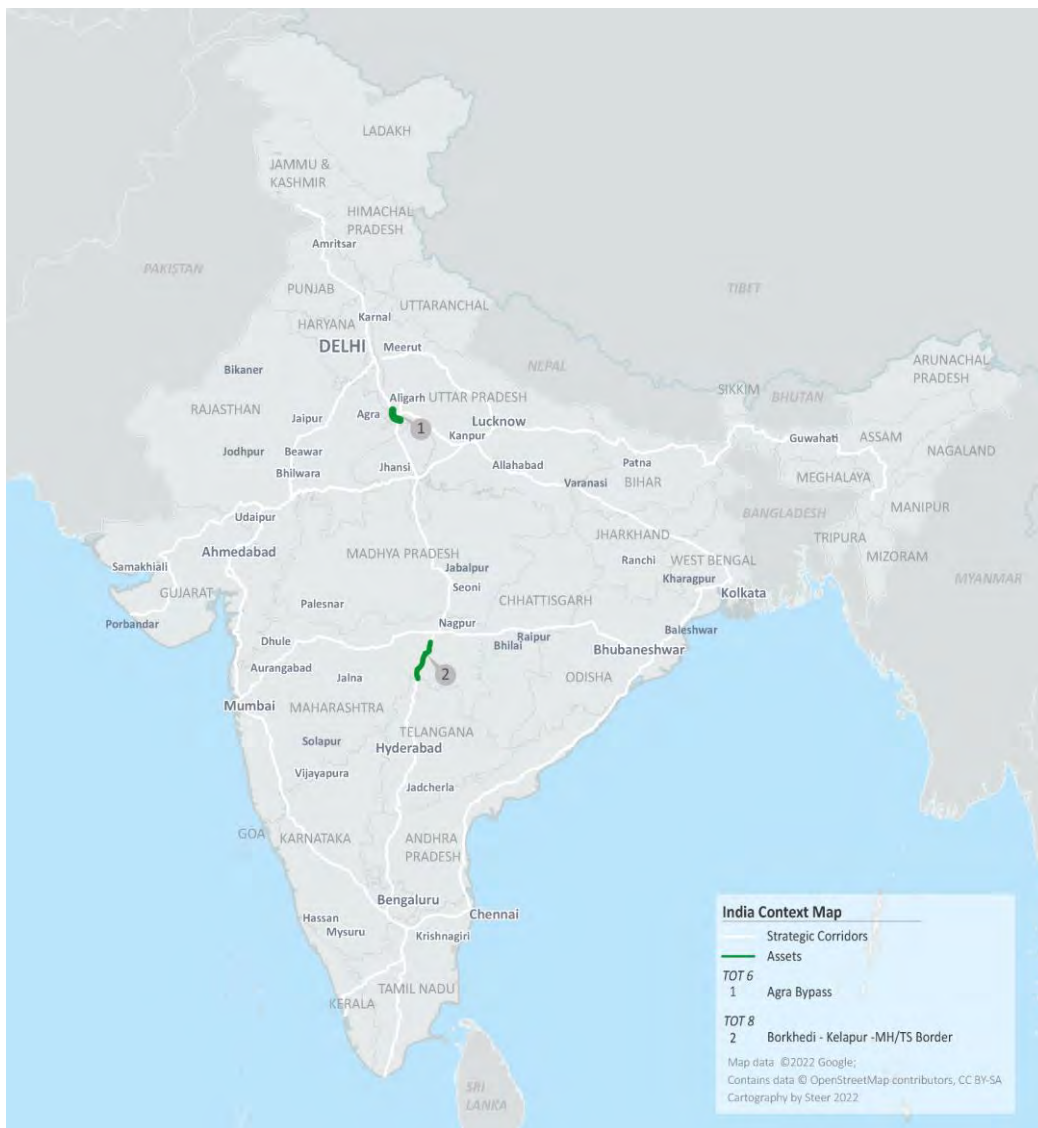 LADAKH
JAMMU &
KASHMIR
HIMACHAL
PRADESH
Amritsar
PAKISTAN
PUNJAB
TIBET
UTTARANCHAL
HARYANA
Karnal
DELHI
Meerut
NEPAL
ARUNACHAL
PRADESH
Bikaner
SIKKIM
BHUTAN
Aligarh
UTTAR PRADESH
RAJASTHAN
Jaipur
Agra
1
Lucknow
Kanpur
Guwahati
ASSAM
NAGALAND
Jodhpur
Beawar
Bhilwara
Jhansi
Allahabad
Patna
Varanasi
BIHAR
MEGHALAYA
MANIPUR
BANGLADESH
Udaipur
JHARKHAND
TRIPURA
Ahmedabad
MADHYA PRADESH
Ranchi
WEST BENGAL
MIZORAM
Samakhiali
Jabalpur
Kharagpur
MYANMAR
GUJARAT
Seoni
Kolkata
Palesnar
CHHATTISGARH
Porbandar
Nagpur
Baleshwar
Dhule
Raipur
Bhilai
Bhubaneshwar
Aurangabad
Jalna
2
ODISHA
Mumbai
MAHARASHTRA
TELANGANA
Solapur
Hyderabad
Vijayapura
Jadcherla
GOA
KARNATAKA
ANDHRA
PRADESH
Bengaluru
Hassan
Chennai
Mysuru
Krishnagiri
TAMIL NADU
KERALA
SRI
LANKA
India Context Map
Strategic Corridors
Assets
TOT 6
1 Agra Bypass
TOT 8
2 Borkhedi - Kelapur -MH/TS Border
Map data ©2022 Google;
Contains data © OpenStreetMap contributors, CC BY-SA
Cartography by Steer 2022